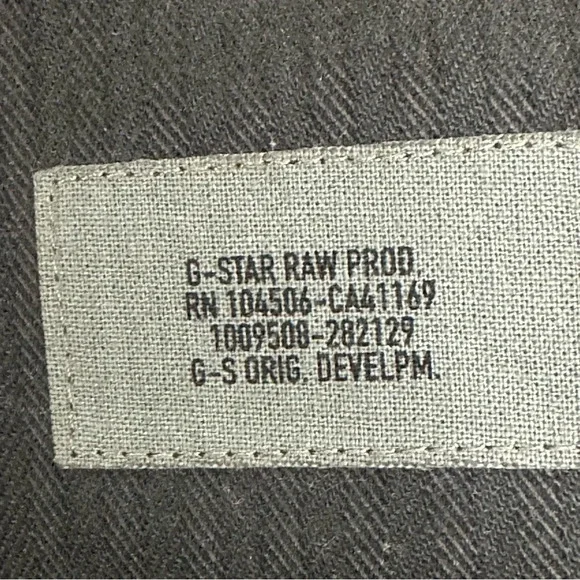 G-STAR RAW PROD.
RN 104506-CA41169
1009508-282129
G-S ORIG. DEVELPM.